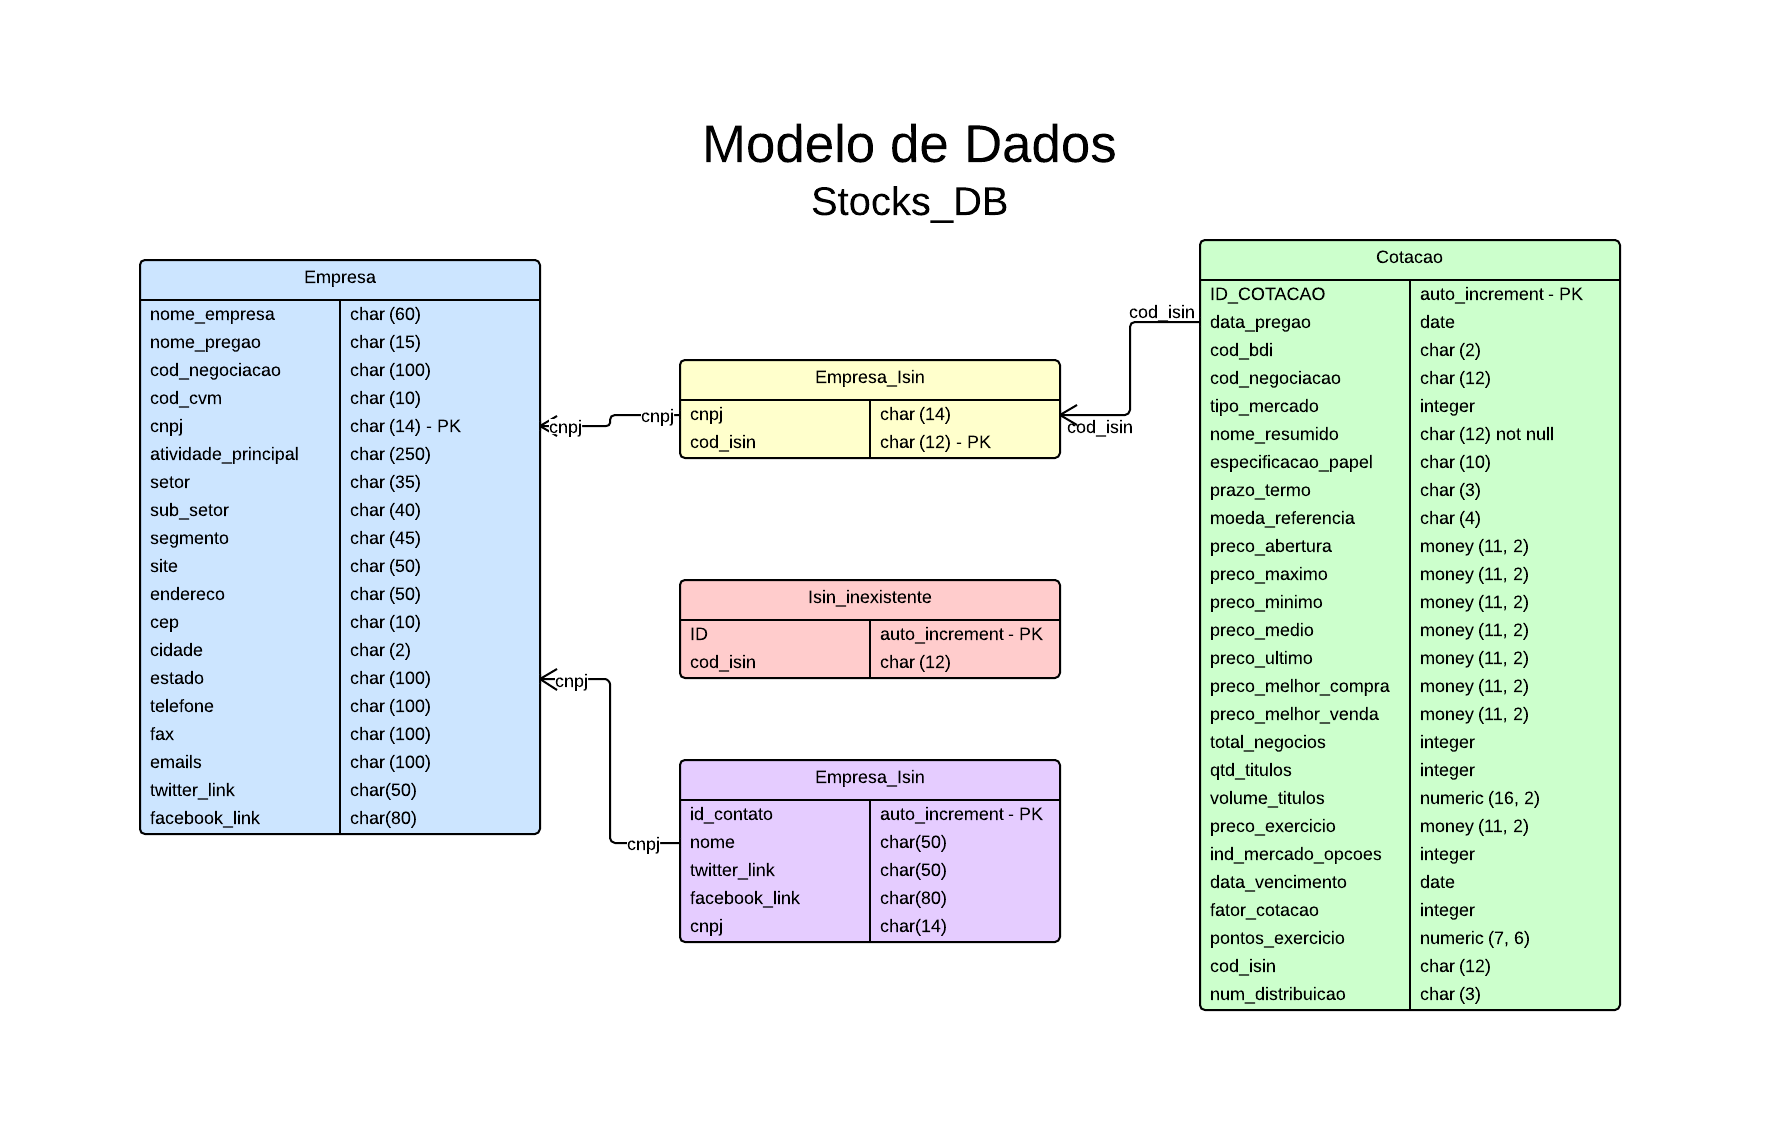 Modelo de Dados
Stocks_DB
Empresa
nome_empresa char (60)
nome_pregao char (15)
cod_negociacao char (100)
cod_cvm char (10)
cnpj char (14) - PK
atividade_principal char (250)
setor char (35)
sub_setor char (40)
segmento char (45)
site char (50)
endereco char (50)
cep char (10)
cidade char (2)
estado char (100)
telefone char (100)
fax char (100)
emails char (100)
twitter_link char(50)
facebook_link char(80)
cnpj
cnpj
cnpj
cnpj
Empresa_Isin
cnpj char (14)
cod_isin char (12) - PK
Isin_inexistente
ID auto_increment - PK
cod_isin char (12)
Empresa_Isin
id_contato auto_increment - PK
nome char(50)
twitter_link char(50)
facebook_link char(80)
cnpj char(14)
cod_isin
cod_isin
Cotacao
ID_COTACAO auto_increment - PK
data_pregao date
cod_bdi char (2)
cod_negociacao char (12)
tipo_mercado integer
nome_resumido char (12) not null
especificacao_papel char (10)
prazo_termo char (3)
moeda_referencia char (4)
preco_abertura money (11, 2)
preco_maximo money (11, 2)
preco_minimo money (11, 2)
preco_medio money (11, 2)
preco_ultimo money (11, 2)
preco_melhor_compra money (11, 2)
preco_melhor_venda money (11, 2)
total_negocios integer
qtd_titulos integer
volume_titulos numeric (16, 2)
preco_exercicio money (11, 2)
ind_mercado_opcoes integer
data_vencimento date
fator_cotacao integer
pontos_exercicio numeric (7, 6)
cod_isin char (12)
num_distribuicao char (3)